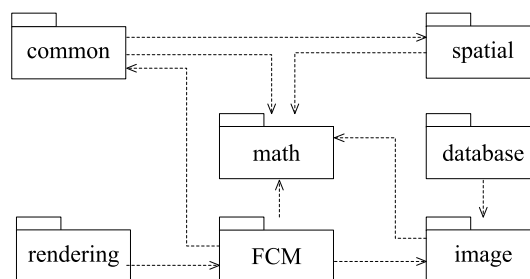 common
spatial
math
database
rendering
FCM
image